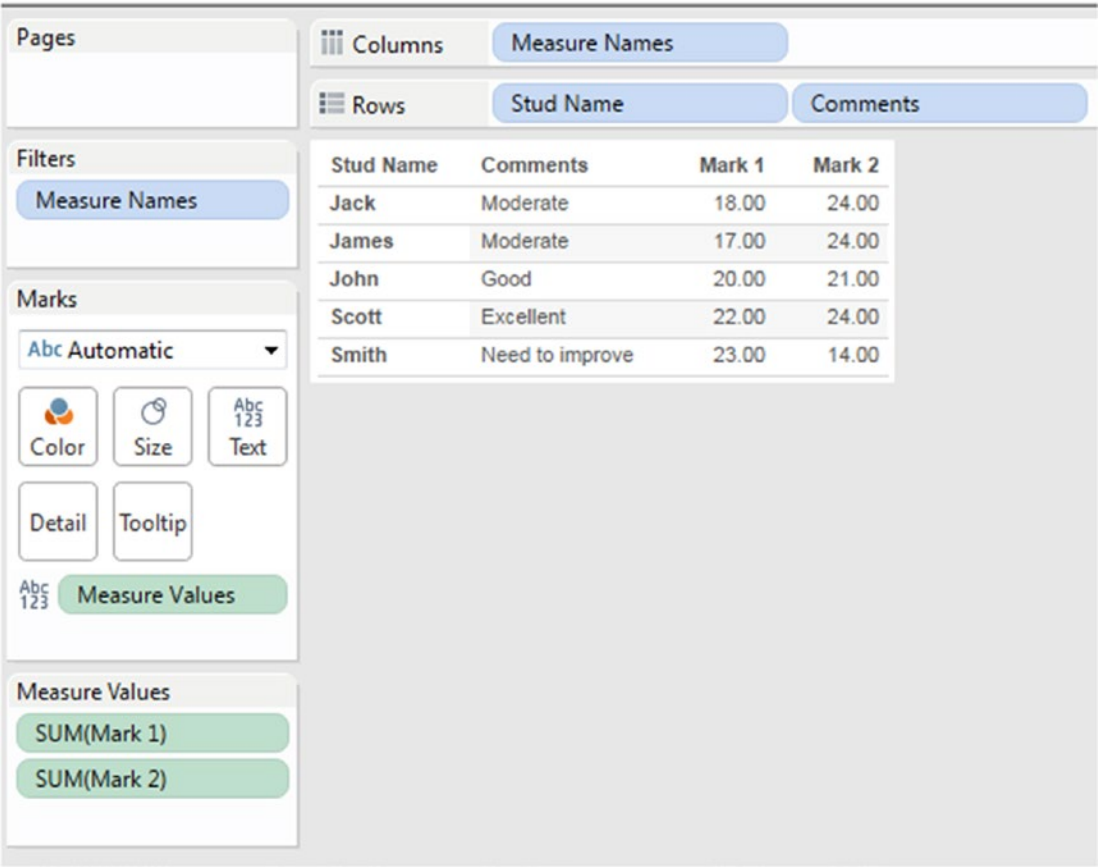 Pages
Columns Measure Names
Rows Stud Name Comments
Filters
Measure Names
Marks
Abc Automatic
Color Size Abc 123 Text
Detail Tooltip
Abc 123 Measure Values
Measure Values
SUM(Mark 1)
SUM(Mark 2)
Stud Name Comments Mark 1 Mark 2
Jack Moderate 18.00 24.00
James Moderate 17.00 24.00
John Good 20.00 21.00
Scott Excellent 22.00 24.00
Smith Need to improve 23.00 14.00